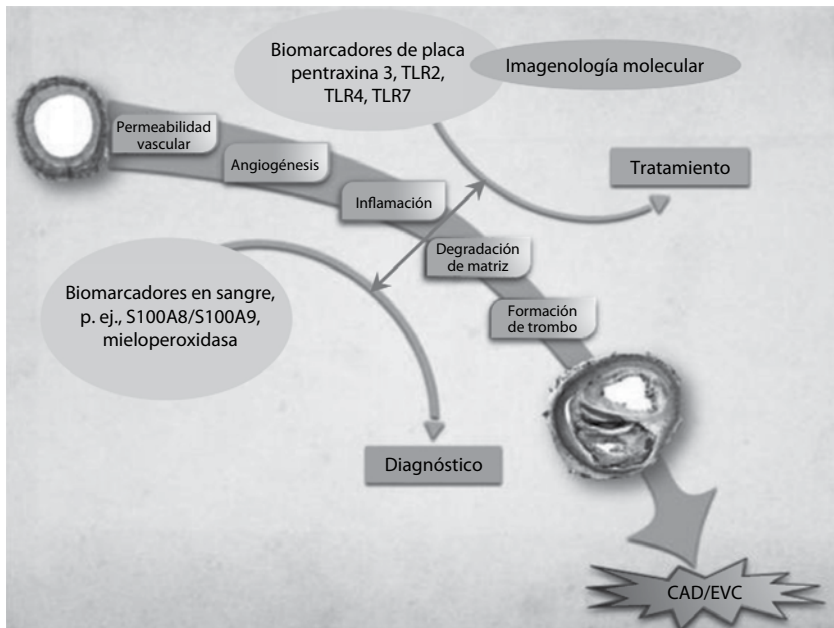 Biomarcadores de placa
pentraxina 3, TLR2,
TLR4, TLR7
Imagenología molecular
Permeabilidad
vascular
Angiogénesis
Inflamación
Degradación
de matriz
Formación
de trombo
Tratamiento
Biomarcadores en sangre,
p. ej., S100A8/S100A9,
mieloperoxidasa
Diagnóstico
CAD/EVC